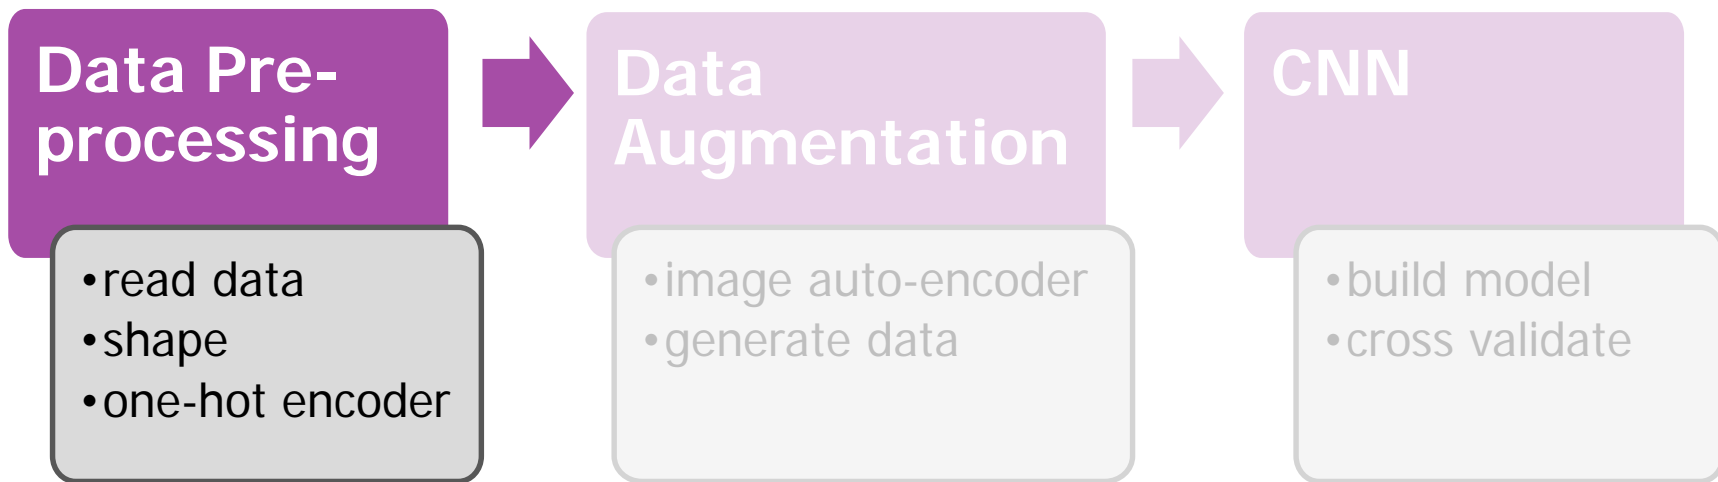 Data Pre-
processing
•read data
•shape
•one-hot encoder
Data
Augmentation
•image auto-encoder
•generate data
CNN
•build model
•cross validate